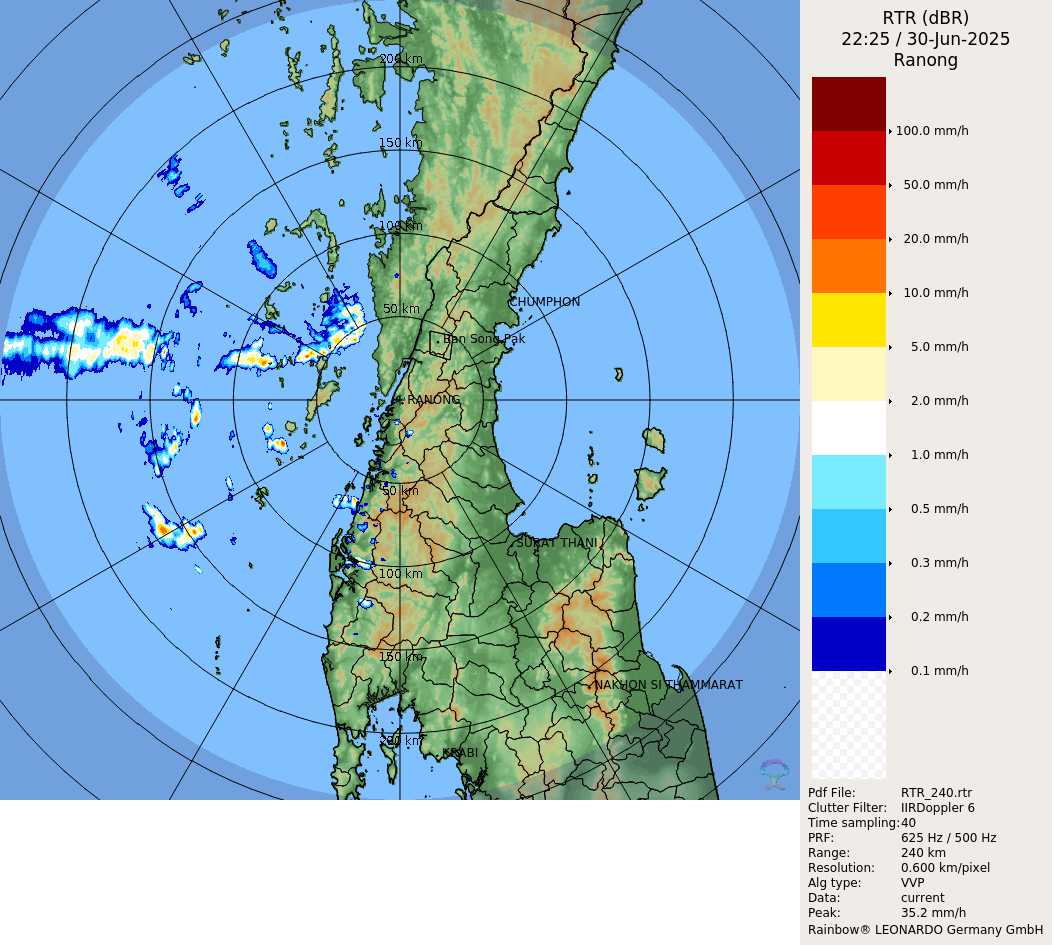 RTR (dBR)
22:25 / 30-Jun-2025
Ranong
200 km
150 km
100 km
50 km
CHUMPHON
Ban Song Pak
RANONG
50 km
SURAT THANI
100 km
150 km
NAKHON SI THAMMARAT
200 km
KRABI
100.0 mm/h
50.0 mm/h
20.0 mm/h
10.0 mm/h
5.0 mm/h
2.0 mm/h
1.0 mm/h
0.5 mm/h
0.3 mm/h
0.2 mm/h
0.1 mm/h
Pdf File: RTR_240.rtr
Clutter Filter: IIRDoppler 6
Time sampling:40
PRF: 625 Hz / 500 Hz
Range: 240 km
Resolution: 0.600 km/pixel
Alg type: VVP
Data: current
Peak: 35.2 mm/h
Rainbow® LEONARDO Germany GmbH